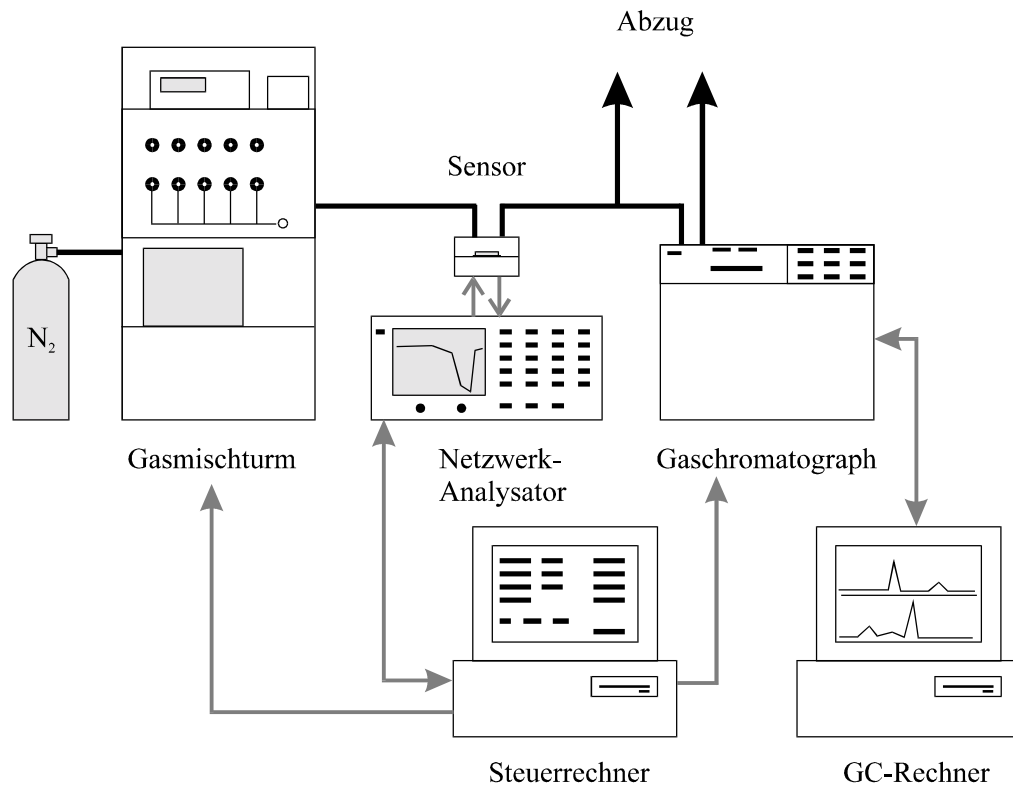 Abzug
Sensor
N₂
Gasmischturm
Netzwerk-
Analysator
Gaschromatograph
Steuerrechner
GC-Rechner